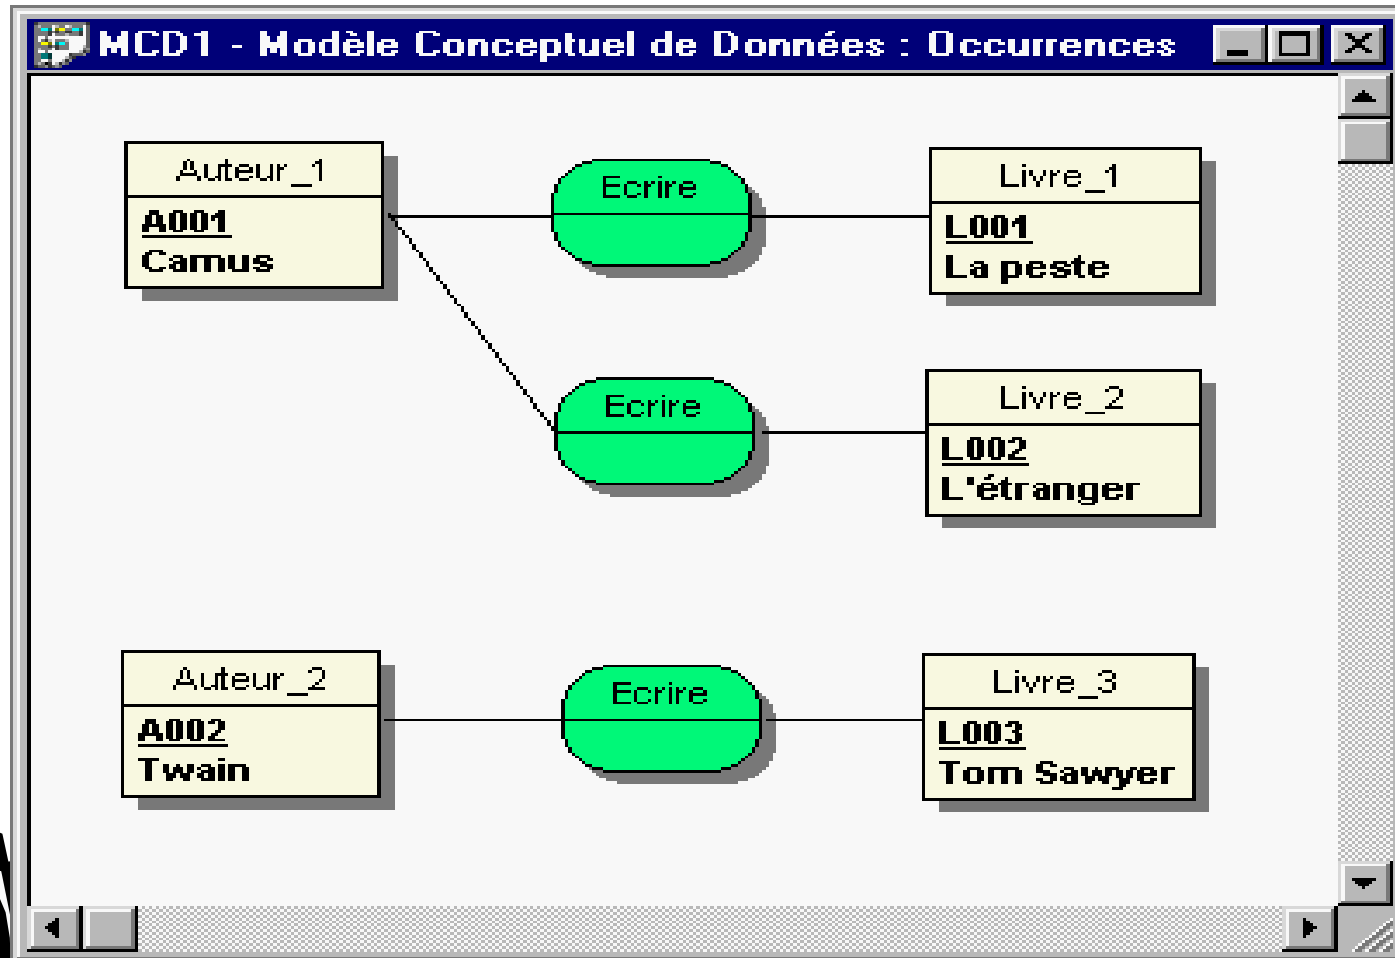 MCD1 - Modèle Conceptuel de Données : Occurrences
Auteur_1
A001
Camus
Ecrire
Livre_1
L001
La peste
Ecrire
Livre_2
L002
L'étranger
Auteur_2
A002
Twain
Ecrire
Livre_3
L003
Tom Sawyer